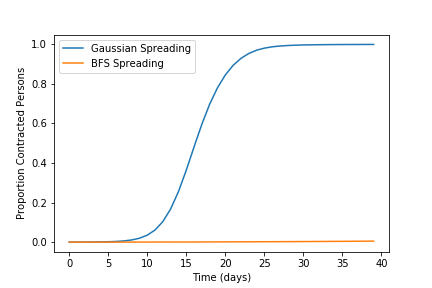 Gaussian Spreading
BFS Spreading
Proportion Contracted Persons
1.0
0.8
0.6
0.4
0.2
0.0
0 5 10 15 20 25 30 35 40
Time (days)